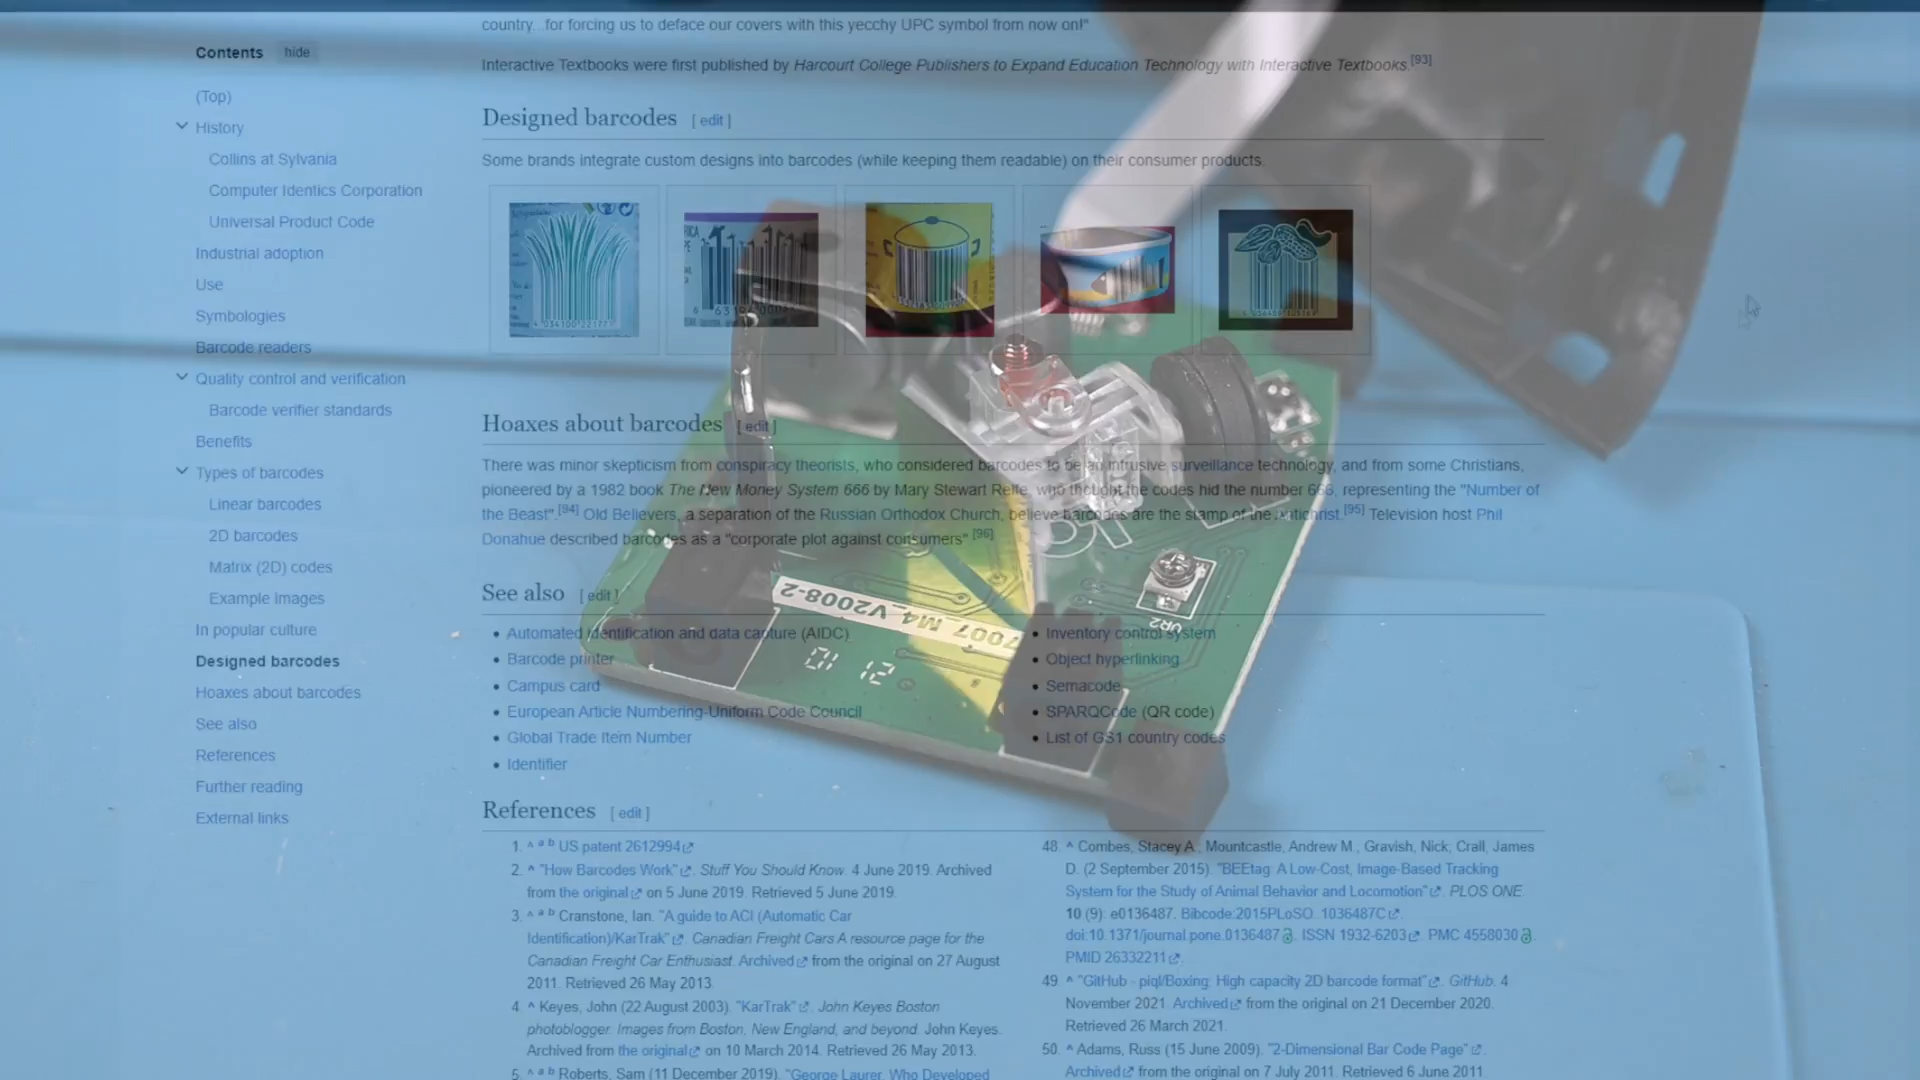 country...for forcing us to deface our covers with this yecchy UPC symbol from now on!"
Contents hide
Interactive Textbooks were first published by Harcourt College Publishers to Expand Education Technology with Interactive Textbooks.[93]
(Top)
History
Collins at Sylvania
Computer Identics Corporation
Universal Product Code
Industrial adoption
Use
Symbologies
Barcode readers
Quality control and verification
Barcode verifier standards
Benefits
Types of barcodes
Linear barcodes
2D barcodes
Matrix (2D) codes
Example images
In popular culture
Designed barcodes
Hoaxes about barcodes
See also
References
Further reading
External links
Designed barcodes [ edit ]
Some brands integrate custom designs into barcodes (while keeping them readable) on their consumer products.
Hoaxes about barcodes [ edit ]
There was minor skepticism from conspiracy theorists, who considered barcodes to be an intrusive surveillance technology, and from some Christians,
pioneered by a 1982 book The New Money System 666 by Mary Stewart Relfe, who thought the codes hid the number 666, representing the "Number of
the Beast".[94] Old Believers, a separation of the Russian Orthodox Church, believe barcodes are the stamp of the Antichrist.[95] Television host Phil
Donahue described barcodes as a "corporate plot against consumers".[96]
See also [ edit ]
• Automated identification and data capture (AIDC)
• Barcode printer
• Campus card
• European Article Numbering-Uniform Code Council
• Global Trade Item Number
• Identifier
• Inventory control system
• Object hyperlinking
• Semacode
• SPARQCode (QR code)
• List of GS1 country codes
7007_M4_V2008-2
10 12
VR2
References [ edit ]
1. ^ a b US patent 2612994
2. ^ "How Barcodes Work". Stuff You Should Know. 4 June 2019. Archived
from the original on 5 June 2019. Retrieved 5 June 2019.
3. ^ a b Cranstone, Ian. "A guide to ACI (Automatic Car
Identification)/KarTrak". Canadian Freight Cars A resource page for the
Canadian Freight Car Enthusiast. Archived from the original on 27 August
2011. Retrieved 26 May 2013.
4. ^ Keyes, John (22 August 2003). "KarTrak". John Keyes Boston
photoblogger. Images from Boston, New England, and beyond. John Keyes.
Archived from the original on 10 March 2014. Retrieved 26 May 2013.
5. ^ a b Roberts, Sam (11 December 2019). "George Laurer, Who Developed
48. ^ Combes, Stacey A.; Mountcastle, Andrew M.; Gravish, Nick; Crall, James
D. (2 September 2015). "BEEtag: A Low-Cost, Image-Based Tracking
System for the Study of Animal Behavior and Locomotion". PLOS ONE.
10 (9): e0136487. Bibcode:2015PLoSO..1036487C.
doi:10.1371/journal.pone.0136487. ISSN 1932-6203. PMC 4558030.
PMID 26332211.
49. ^ "GitHub - piql/Boxing: High capacity 2D barcode format". GitHub. 4
November 2021. Archived from the original on 21 December 2020.
Retrieved 26 March 2021.
50. ^ Adams, Russ (15 June 2009). "2-Dimensional Bar Code Page".
Archived from the original on 7 July 2011. Retrieved 6 June 2011.